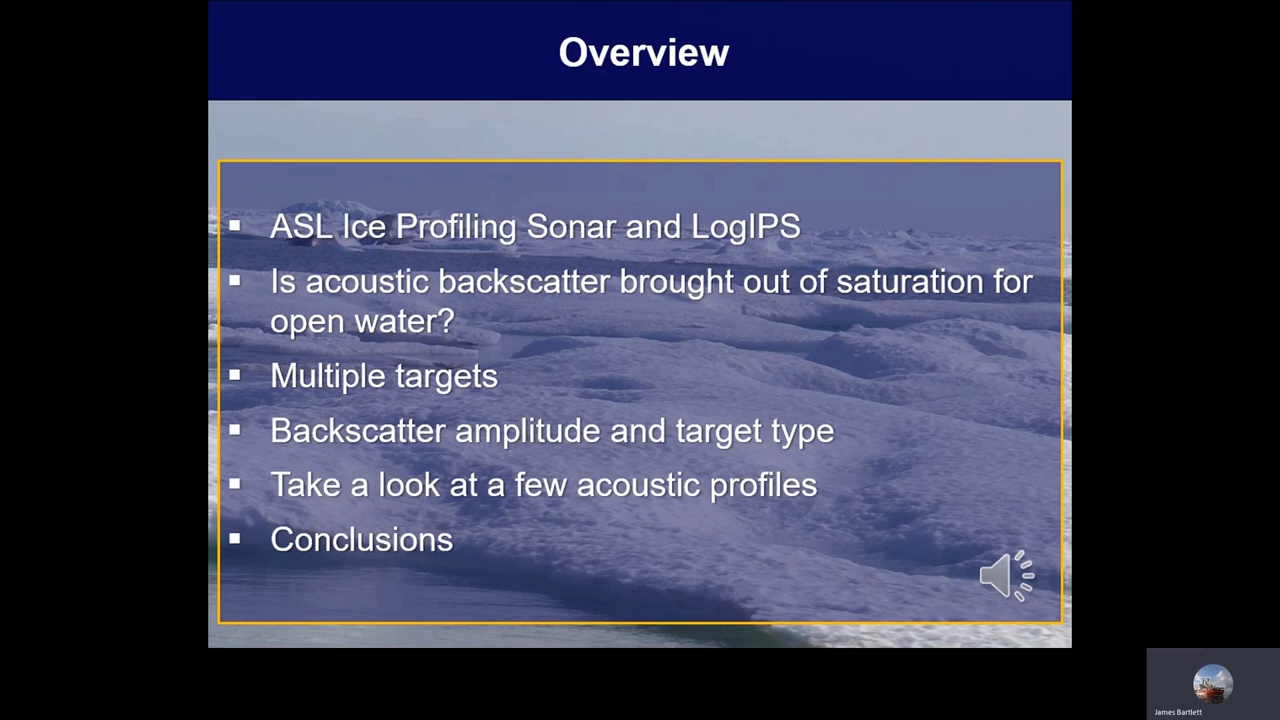 Overview
▪ ASL Ice Profiling Sonar and LogIPS
▪ Is acoustic backscatter brought out of saturation for
open water?
▪ Multiple targets
▪ Backscatter amplitude and target type
▪ Take a look at a few acoustic profiles
▪ Conclusions
James Bartlett